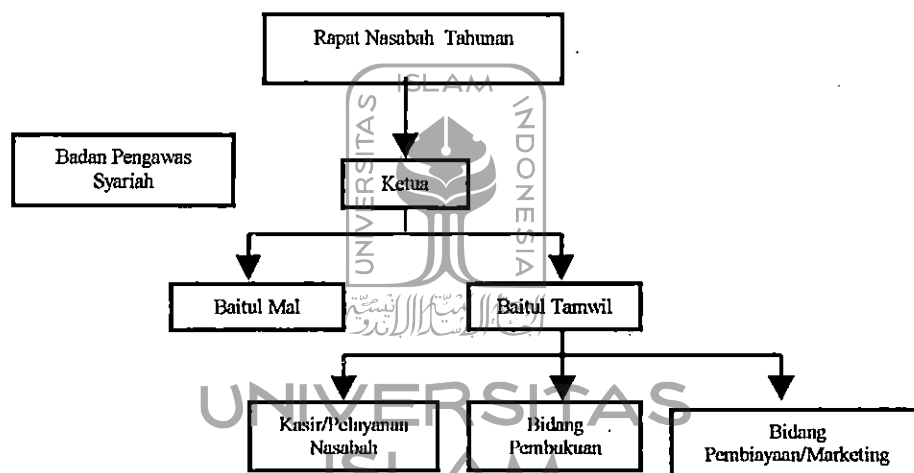 Rapat Nasabah Tahunan
ISLAM
UNIVERSITAS
INDONESIA
Badan Pengawas
Syariah
Ketua
Baitul Mal
Baitul Tamwil
UNIVERSITAS
Kasir/Pelayanan
Nasabah
Bidang
Pembukuan
Bidang
Pembiayaan/Marketing
ISLAM